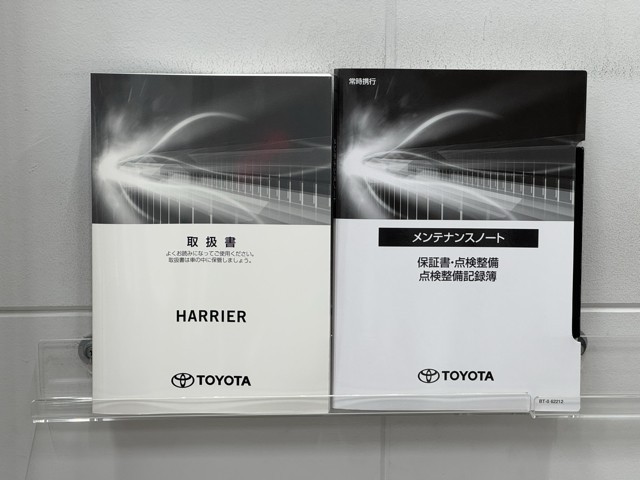 取扱書
よくお読みになってご使用ください。
取扱書は車の中に保管しましょう。
HARRIER
TOYOTA
常時携行
メンテナンスノート
保証書・点検整備
点検整備記録簿
TOYOTA
BT-S-62212